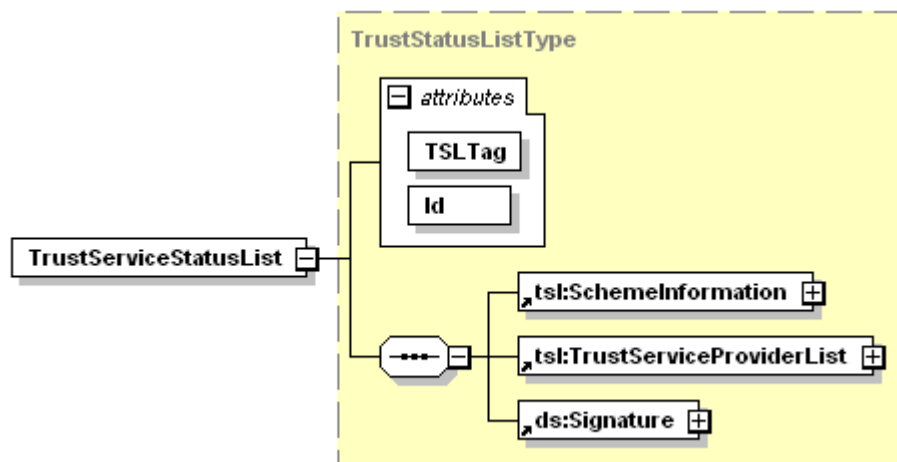 TrustStatusListType
attributes
TSLTag
Id
TrustServiceStatusList
tsl:SchemeInformation
tsl:TrustServiceProviderList
ds:Signature